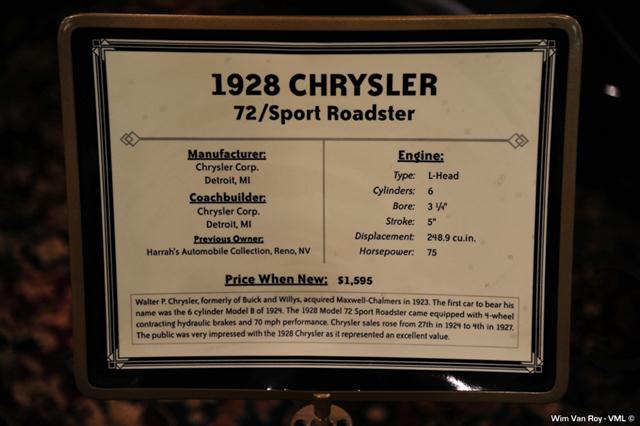 1928 CHRYSLER
72/Sport Roadster
Manufacturer:
Chrysler Corp.
Detroit, MI
Coachbuilder:
Chrysler Corp.
Detroit, MI
Previous Owner:
Harrah's Automobile Collection, Reno, NV
Engine:
Type: L-Head
Cylinders: 6
Bore: 3 ¼"
Stroke: 5"
Displacement: 248.9 cu.in.
Horsepower: 75
Price When New: $1,595
Walter P. Chrysler, formerly of Buick and Willys, acquired Maxwell-Chalmers in 1923. The first car to bear his
name was the 6 cylinder Model B of 1924. The 1928 Model 72 Sport Roadster came equipped with 4-wheel
contracting hydraulic brakes and 70 mph performance. Chrysler sales rose from 27th in 1924 to 4th in 1927.
The public was very impressed with the 1928 Chrysler as it represented an excellent value.
Wim Van Roy - VML ©